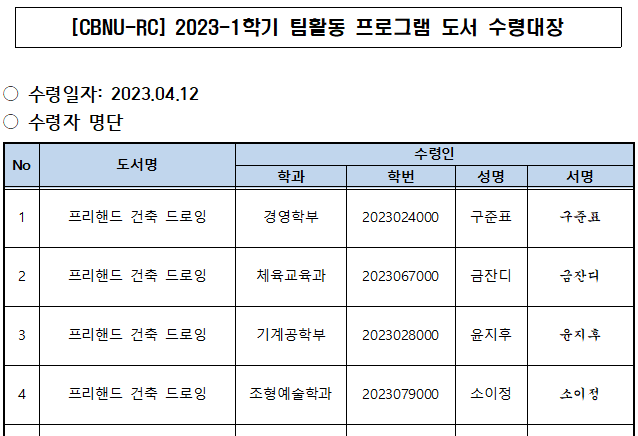 [CBNU-RC] 2023-1학기 팀활동 프로그램 도서 수령대장
○ 수령일자: 2023.04.12
○ 수령자 명단
No 도서명 수령인
학과 학번 성명 서명
1 프리핸드 건축 드로잉 경영학부 2023024000 구준표 구준표
2 프리핸드 건축 드로잉 체육교육과 2023067000 금잔디 금잔디
3 프리핸드 건축 드로잉 기계공학부 2023028000 윤지후 윤지후
4 프리핸드 건축 드로잉 조형예술학과 2023079000 소이정 소이정